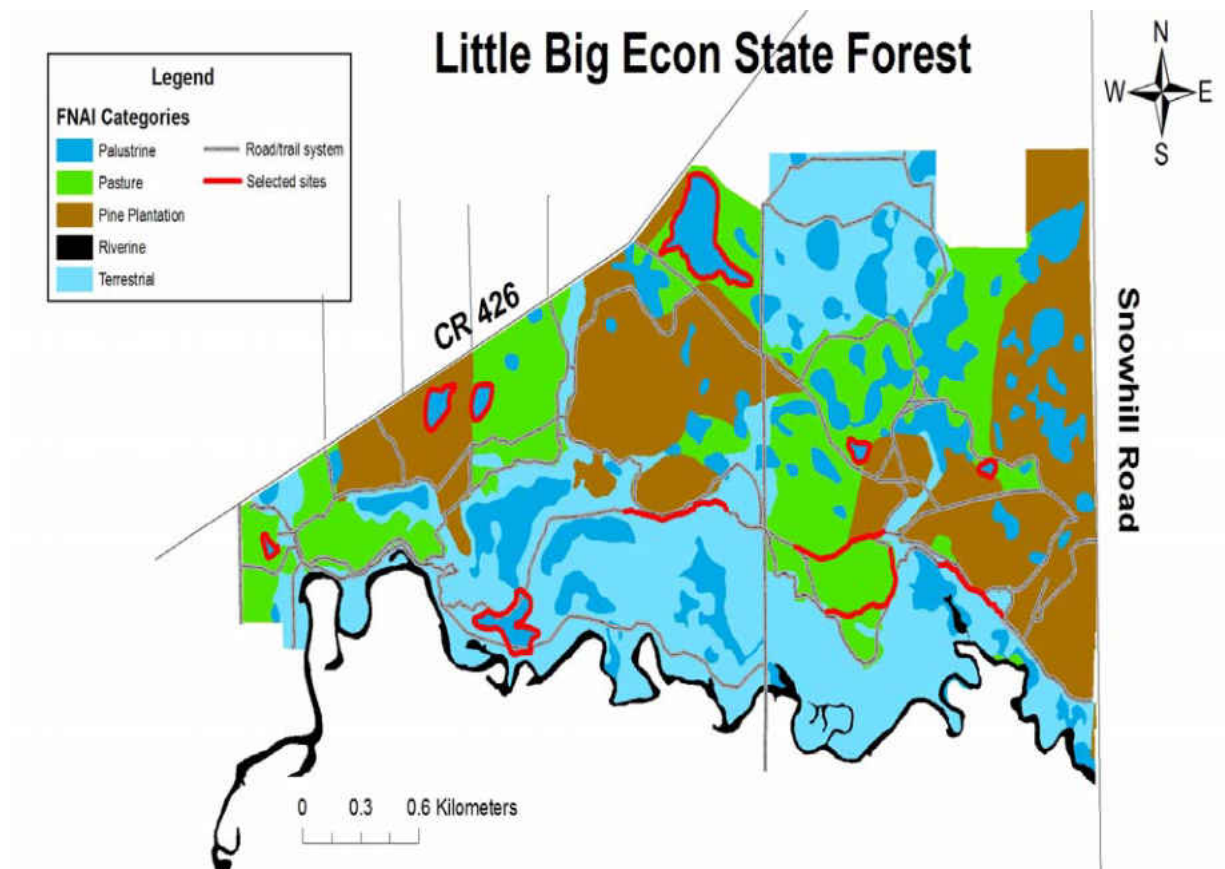 Little Big Econ State Forest
Legend
FNAI Categories
Palustrine
Pasture
Pine Plantation
Riverine
Terrestrial
Road/trail system
Selected sites
N
W E
S
CR 426
Snowhill Road
0 0.3 0.6 Kilometers